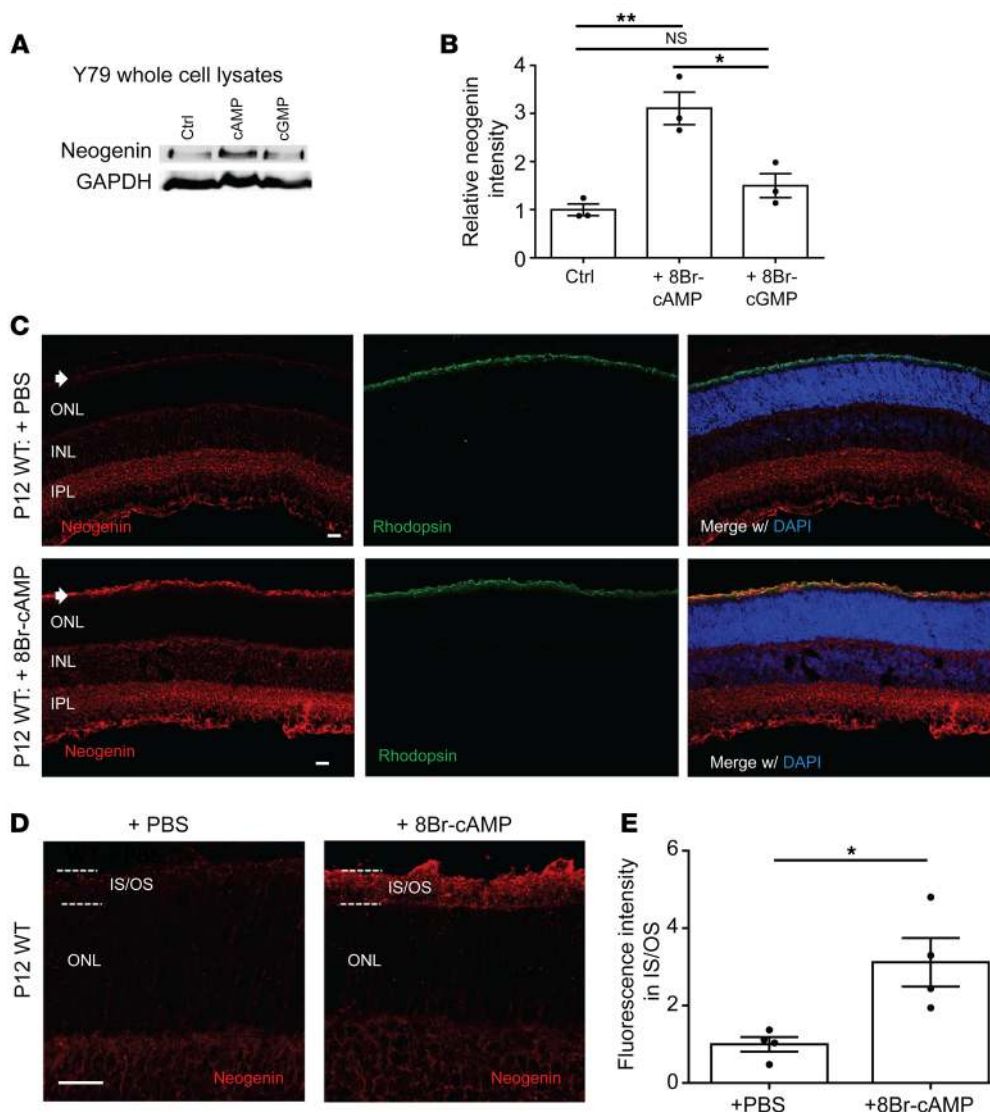 A
Y79 whole cell lysates
Ctrl
cAMP
cGMP
Neogenin
GAPDH
B
**
NS
*
Relative neogenin
intensity
4
3
2
1
0
Ctrl
+ 8Br-
cAMP
+ 8Br-
cGMP
C
P12 WT: + PBS
ONL
INL
IPL
Neogenin
Rhodopsin
Merge w/ DAPI
P12 WT: + 8Br-cAMP
ONL
INL
IPL
Neogenin
Rhodopsin
Merge w/ DAPI
D
+ PBS
+ 8Br-cAMP
P12 WT
IS/OS
ONL
Neogenin
IS/OS
ONL
Neogenin
E
*
Fluorescence intensity
in IS/OS
6
4
2
0
+PBS
+8Br-cAMP